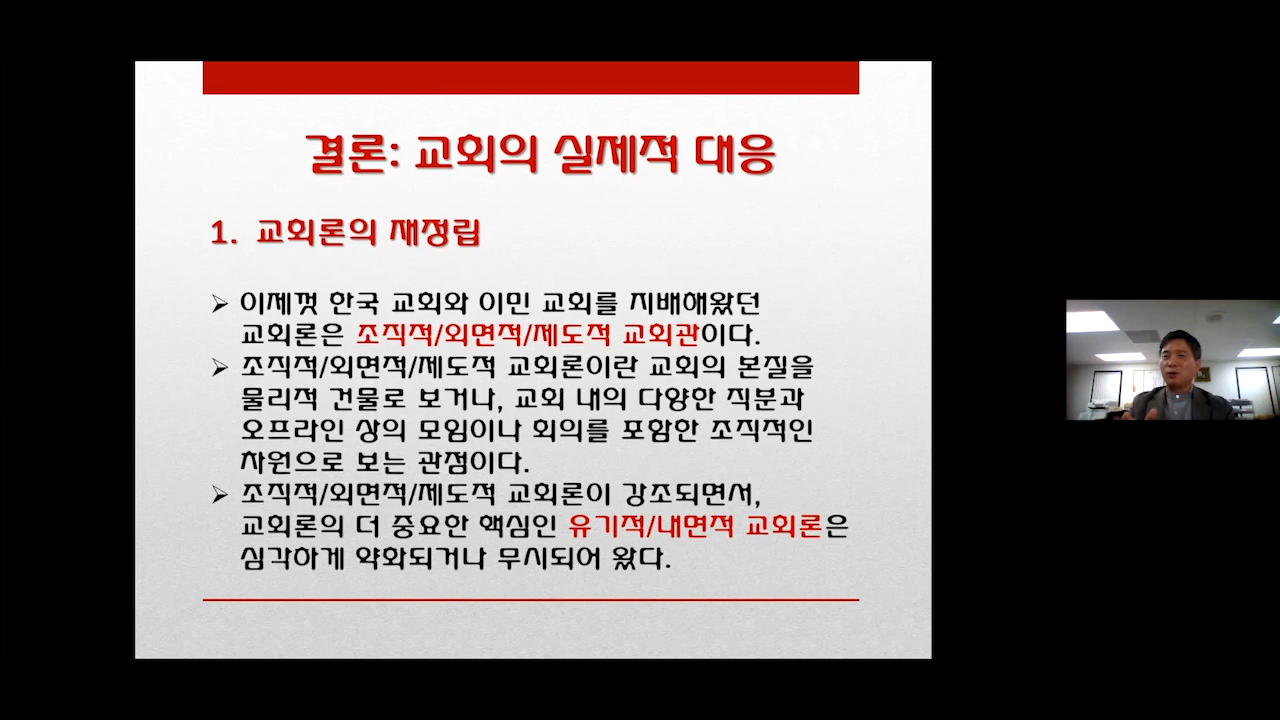 결론: 교회의 실제적 대응
1. 교회론의 재정립
➢ 이제껏 한국 교회와 이민 교회를 지배해왔던
교회론은 조직적/외면적/제도적 교회관이다.
➢ 조직적/외면적/제도적 교회론이란 교회의 본질을
물리적 건물로 보거나, 교회 내의 다양한 직분과
오프라인 상의 모임이나 회의를 포함한 조직적인
차원으로 보는 관점이다.
➢ 조직적/외면적/제도적 교회론이 강조되면서,
교회론의 더 중요한 핵심인 유기적/내면적 교회론은
심각하게 약화되거나 무시되어 왔다.